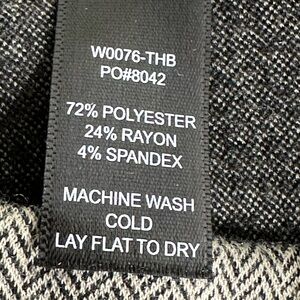 W0076-THB
PO#8042
72% POLYESTER
24% RAYON
4% SPANDEX
MACHINE WASH
COLD
LAY FLAT TO DRY